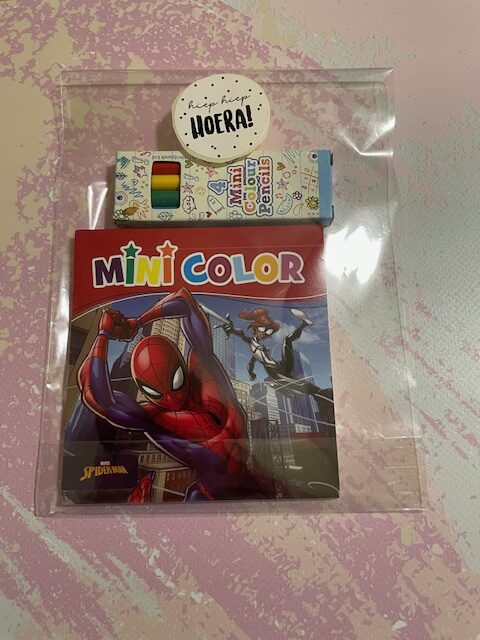 hiep hiep
HOERA!
4
Mini
Colour
Pencils
MiNi COLOR
MARVEL
SPIDER-MAN